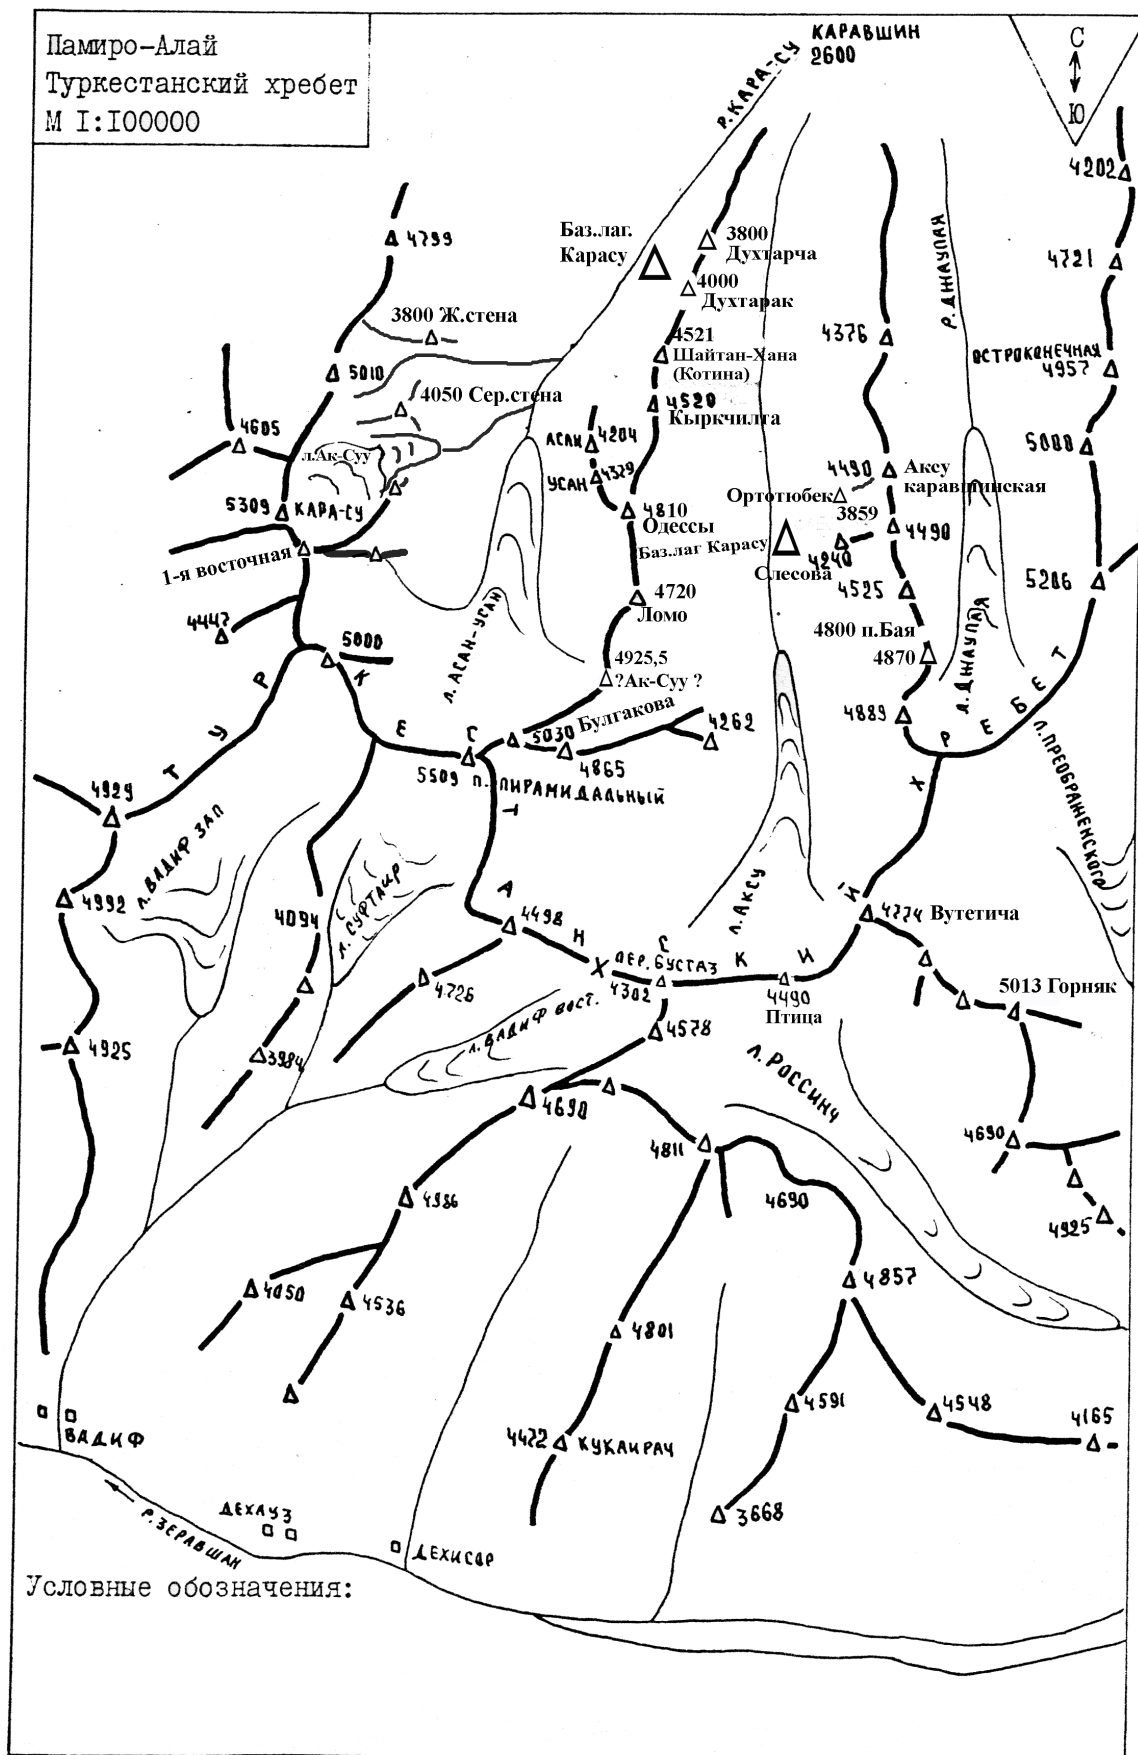 Памиро-Алай
Туркестанский хребет
М I:I00000
КАРАВШИН
2600
С
Ю
Р. КАРА-СУ
4202
4799
Баз.лаг.
Карасу
3800
Духтарча
4000
Духтарак
Р. ДЖАУПАЯ
4721
3800 Ж.стена
4521
Шайтан-Хана
(Котина)
4376
ОСТРОКОНЕЧНАЯ
4957
5010
4050 Сер.стена
4520
Кыркчилта
4605
л.Ак-Суу
АСАН
4204
УСАН
4329
5080
4490
Аксу
каравшинская
Ортотюбек
3859
5309
КАРА-СУ
4810
Одессы
Баз.лаг Карасу
4490
4240
Слесова
1-я восточная
4525
5286
4720
Ломо
4447
5000
Л. АСАН-УСАН
4800 п.Бая
4870
Л. ДЖАУПАЯ
4925,5
?Ак-Суу ?
4889
Булгакова
5030
4865
4262
5509 П. ПИРАМИДАЛЬНЫЙ
Т У Р К Е С Т А Н С К И Й
Х Р Е Б Е Т
Л. ПРЕОБРАЖЕНСКОГО
4929
Л. ВАДИФ ЗАП
4992
4094
Л. СУФТАИР
4498
Л. АКСУ
4774
Вутетича
ПЕР. БУСТАЗ
4302
4726
4490
Птица
5013 Горняк
Л. ВАДИФ ВОСТ.
4578
4925
3984
Л. РОССИНЧ
4690
4811
4690
4986
4690
4925
4050
4536
4857
4801
4591
4548
4165
4472
КУКАИРАЧ
3668
ВАДИФ
ДЕХАУЗ
Р. ЗЕРАВШАН
ДЕХИСАР
Условные обозначения: